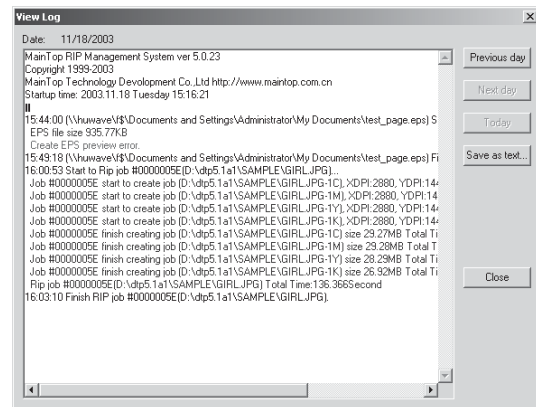 View Log
Date: 11/18/2003
MainTop RIP Management System ver 5.0.23
Copyright 1999-2003
MainTop Technology Devolopment Co.,Ltd http://www.maintop.com.cn
Startup time: 2003.11.18 Tuesday 15:16:21
15:44:00 (\\huwave\f$\Documents and Settings\Administrator\My Documents\test_page.eps) S
EPS file size 935.77KB
Create EPS preview error.
15:49:18 (\\huwave\f$\Documents and Settings\Administrator\My Documents\test_page.eps) Fi
16:00:53 Start to Rip job #0000005E(D:\dtp5.1a1\SAMPLE\GIRL.JPG)...
Job #0000005E start to create job (D:\dtp5.1a1\SAMPLE\GIRL.JPG-1C), XDPI:2880, YDPI:144
Job #0000005E start to create job (D:\dtp5.1a1\SAMPLE\GIRL.JPG-1M), XDPI:2880, YDPI:14
Job #0000005E start to create job (D:\dtp5.1a1\SAMPLE\GIRL.JPG-1Y), XDPI:2880, YDPI:144
Job #0000005E start to create job (D:\dtp5.1a1\SAMPLE\GIRL.JPG-1K), XDPI:2880, YDPI:144
Job #0000005E finish creating job (D:\dtp5.1a1\SAMPLE\GIRL.JPG-1C) size 29.27MB Total Ti
Job #0000005E finish creating job (D:\dtp5.1a1\SAMPLE\GIRL.JPG-1M) size 29.28MB Total T
Job #0000005E finish creating job (D:\dtp5.1a1\SAMPLE\GIRL.JPG-1Y) size 28.29MB Total Ti
Job #0000005E finish creating job (D:\dtp5.1a1\SAMPLE\GIRL.JPG-1K) size 26.92MB Total Ti
Rip job #0000005E(D:\dtp5.1a1\SAMPLE\GIRL.JPG) Total Time:136.366Second
16:03:10 Finish RIP job #0000005E(D:\dtp5.1a1\SAMPLE\GIRL.JPG).
Previous day
Next day
Today
Save as text...
Close